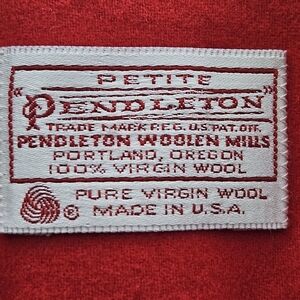 PETITE
"PENDLETON"
TRADE MARK REG. U.S. PAT. OFF.
PENDLETON WOOLEN MILLS
PORTLAND, OREGON
100% VIRGIN WOOL
® PURE VIRGIN WOOL
MADE IN U.S.A.